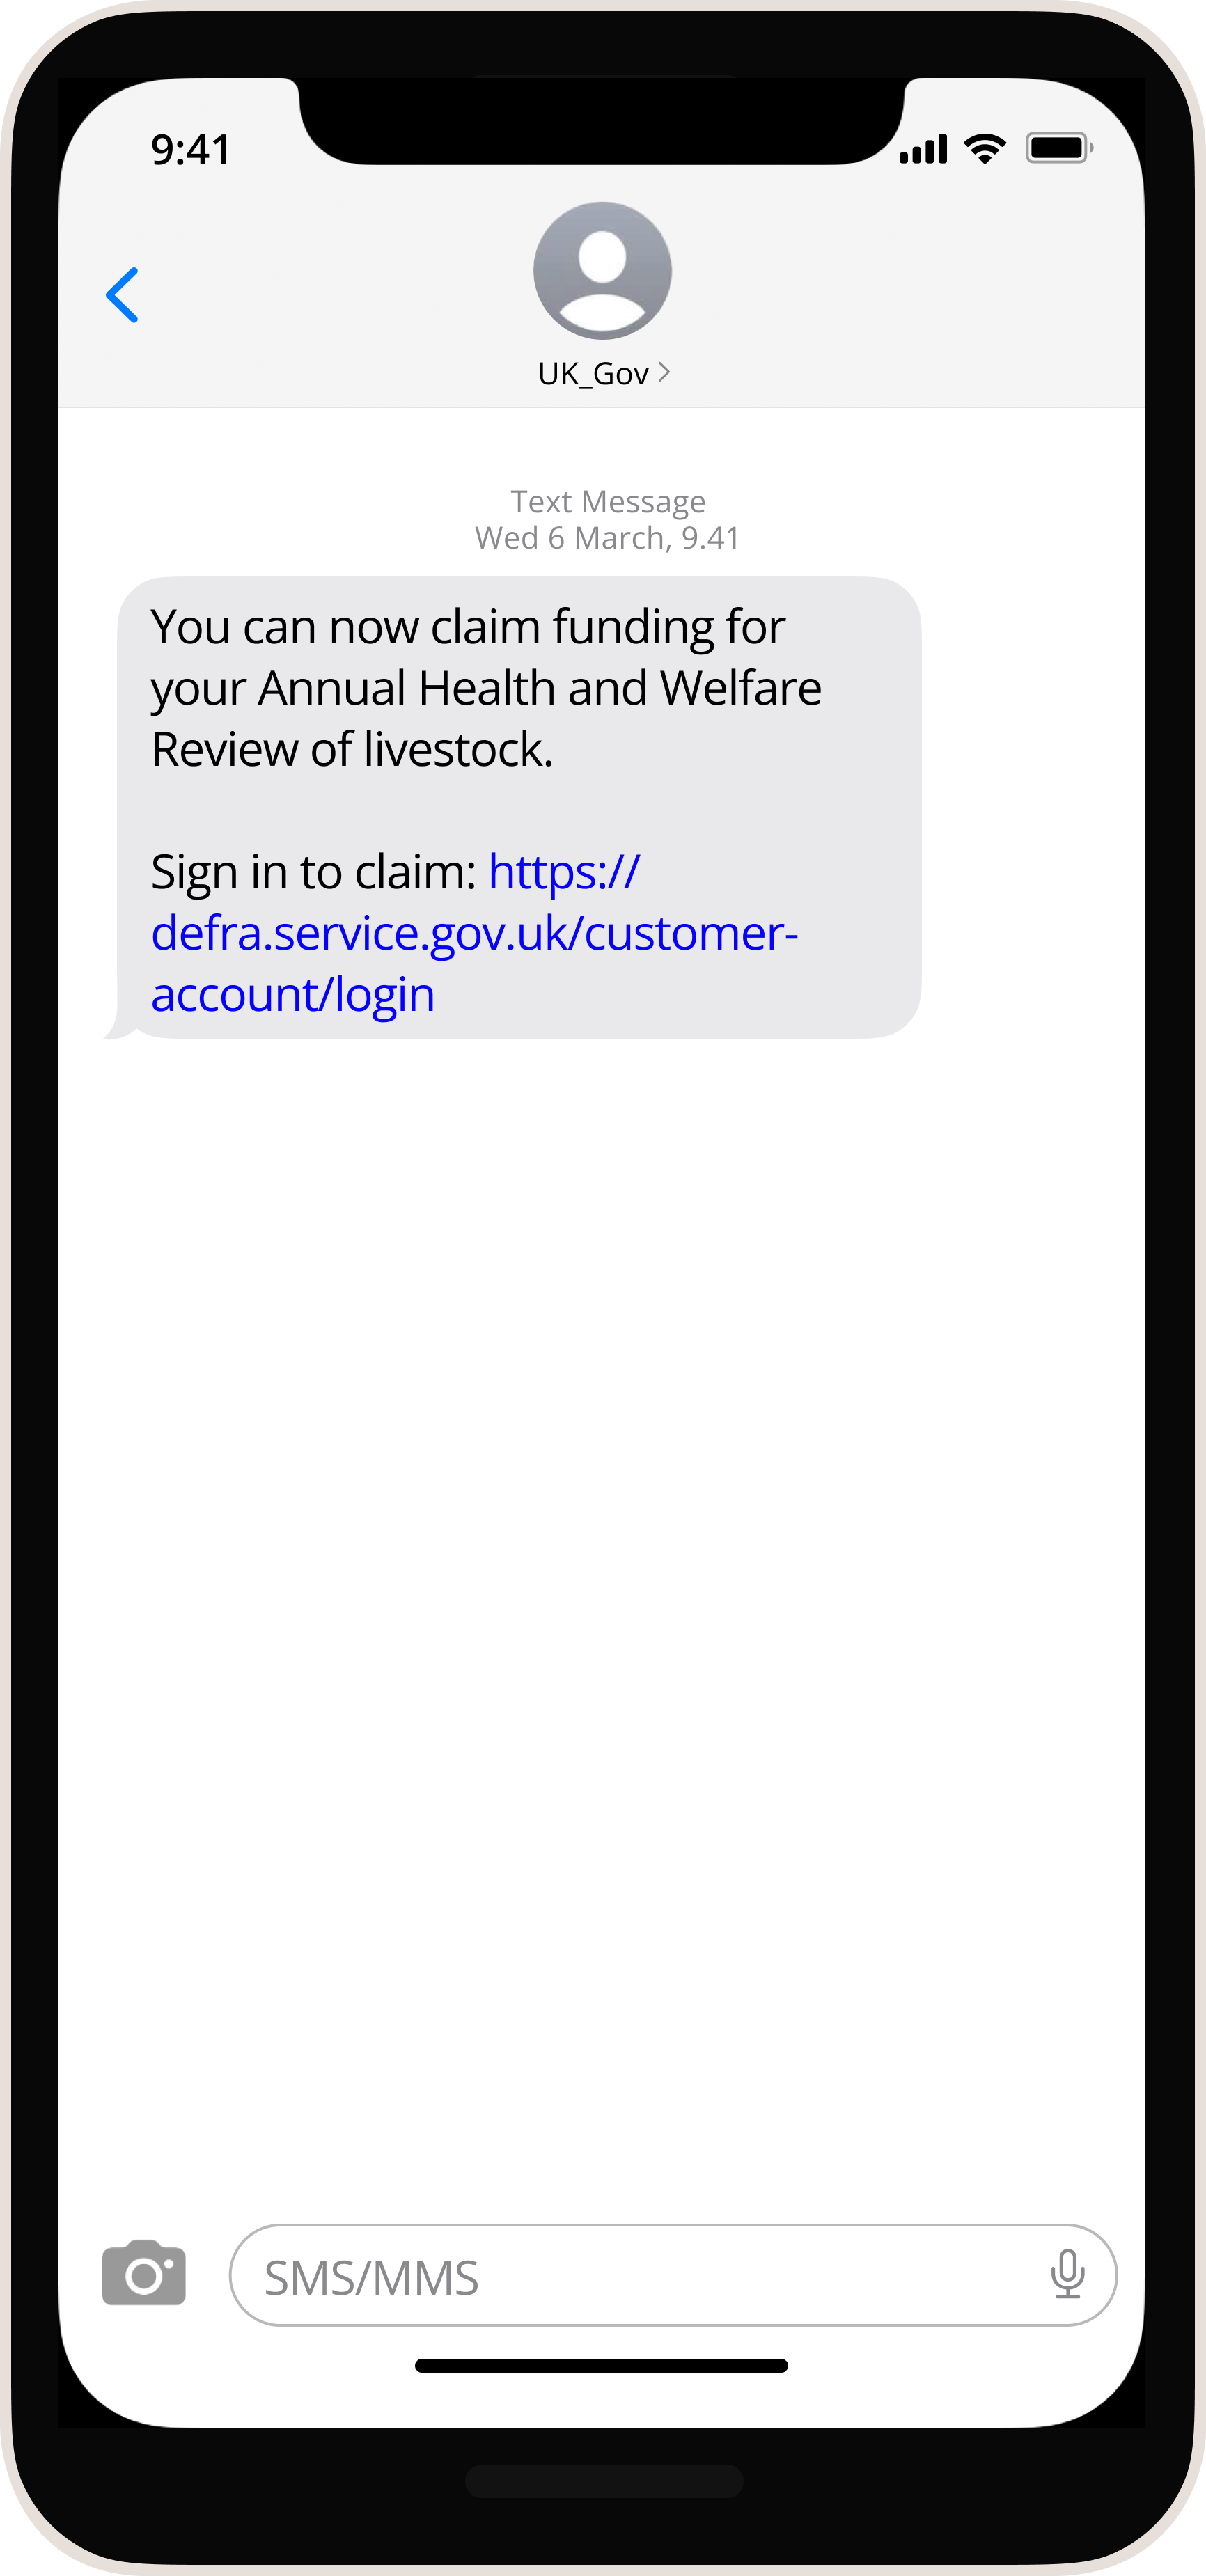 9:41
UK_Gov
Text Message
Wed 6 March, 9.41
You can now claim funding for
your Annual Health and Welfare
Review of livestock.
Sign in to claim: https://
defra.service.gov.uk/customer-
account/login
SMS/MMS